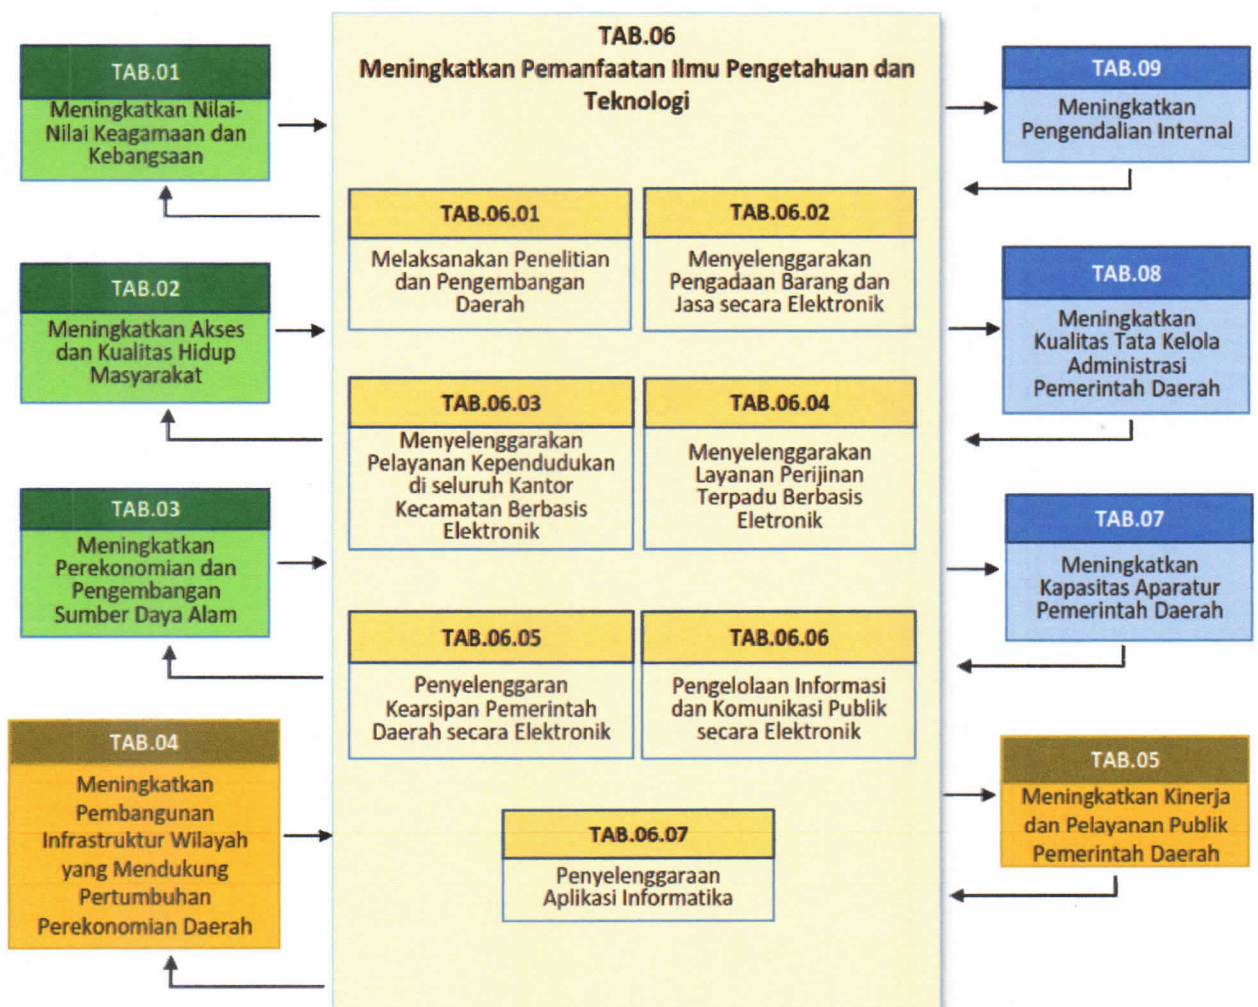 TAB.06
Meningkatkan Pemanfaatan Ilmu Pengetahuan dan
Teknologi
TAB.01
Meningkatkan Nilai-
Nilai Keagamaan dan
Kebangsaan
TAB.02
Meningkatkan Akses
dan Kualitas Hidup
Masyarakat
TAB.03
Meningkatkan
Perekonomian dan
Pengembangan
Sumber Daya Alam
TAB.04
Meningkatkan
Pembangunan
Infrastruktur Wilayah
yang Mendukung
Pertumbuhan
Perekonomian Daerah
TAB.06.01
Melaksanakan Penelitian
dan Pengembangan
Daerah
TAB.06.02
Menyelenggarakan
Pengadaan Barang dan
Jasa secara Elektronik
TAB.06.03
Menyelenggarakan
Pelayanan Kependudukan
di seluruh Kantor
Kecamatan Berbasis
Elektronik
TAB.06.04
Menyelenggarakan
Layanan Perijinan
Terpadu Berbasis
Eletronik
TAB.06.05
Penyelenggaran
Kearsipan Pemerintah
Daerah secara Elektronik
TAB.06.06
Pengelolaan Informasi
dan Komunikasi Publik
secara Elektronik
TAB.06.07
Penyelenggaraan
Aplikasi Informatika
TAB.09
Meningkatkan
Pengendalian Internal
TAB.08
Meningkatkan
Kualitas Tata Kelola
Administrasi
Pemerintah Daerah
TAB.07
Meningkatkan
Kapasitas Aparatur
Pemerintah Daerah
TAB.05
Meningkatkan Kinerja
dan Pelayanan Publik
Pemerintah Daerah